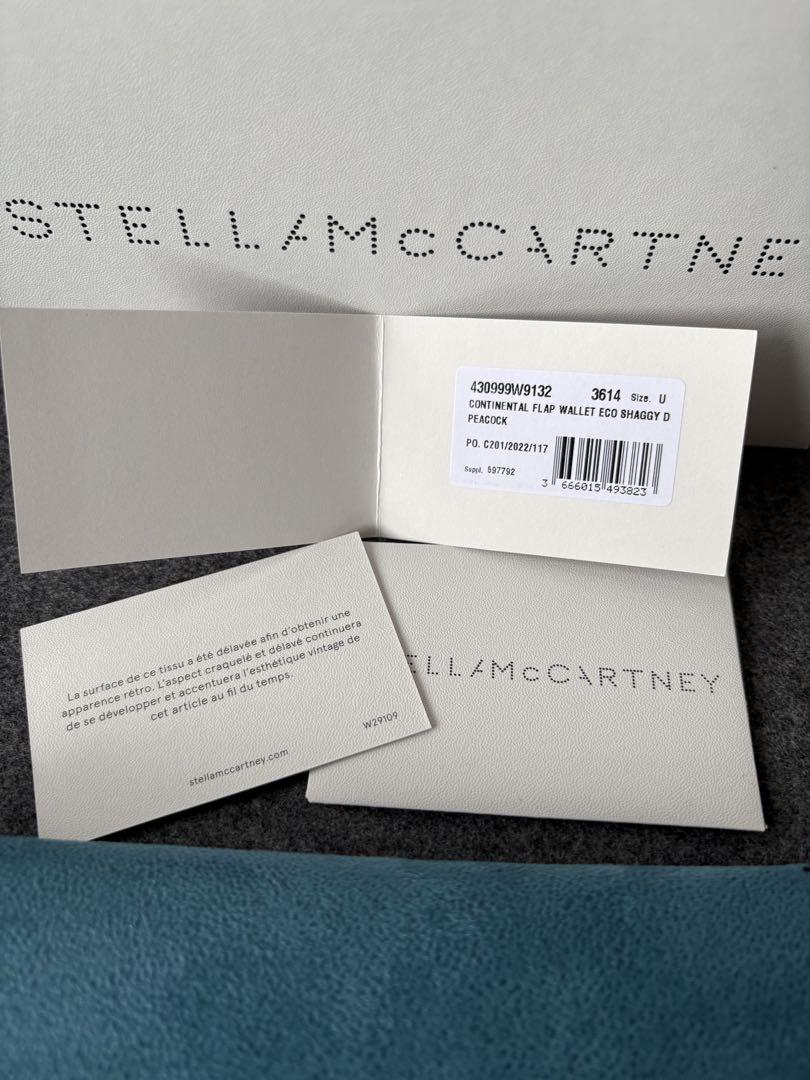 STELLAMcCARTNE
430999W9132 3614 Size. U
CONTINENTAL FLAP WALLET ECO SHAGGY D
PEACOCK
PO. C201/2022/117
Suppl. 597792
3 666015 493823
La surface de ce tissu a été délavée afin d'obtenir une
apparence rétro. L'aspect craquelé et délavé continuera
de se développer et accentuera l'esthétique vintage de
cet article au fil du temps.
W29109
stellamccartney.com
ELLAMcCARTNEY